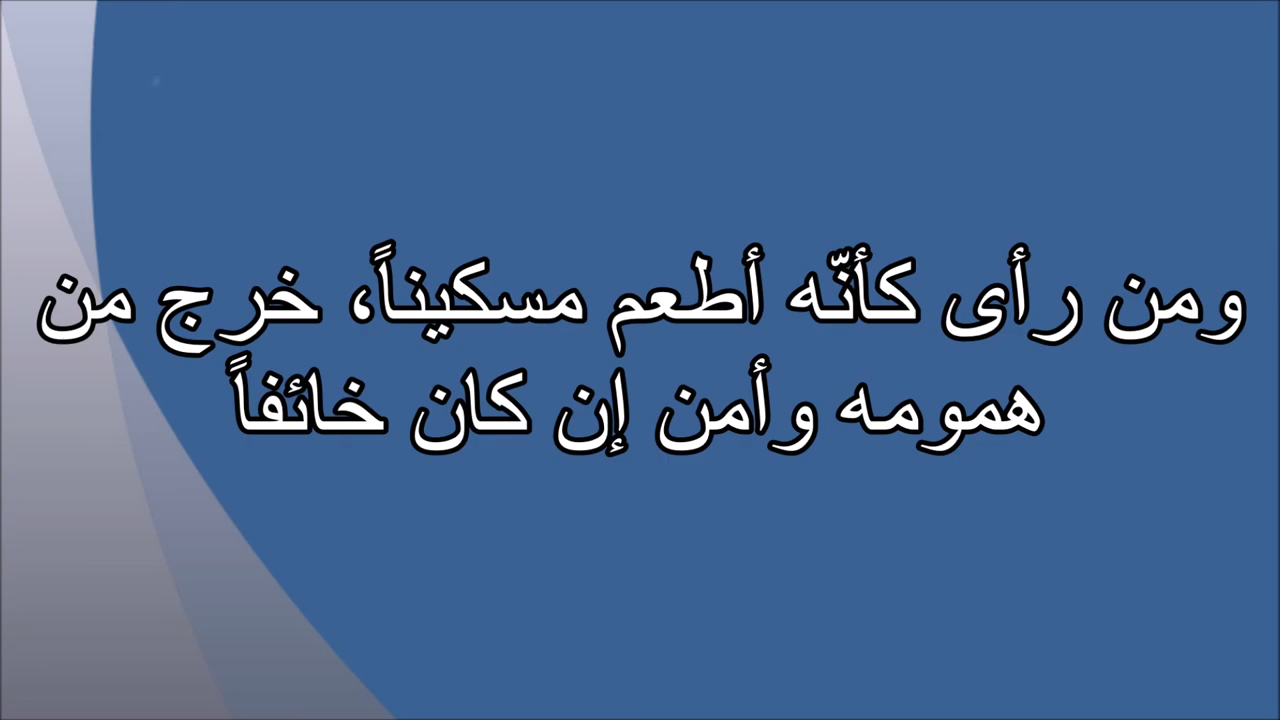 ومن رأى كأنّه أطعم مسكيناً، خرج من
همومه وأمن إن كان خائفاً